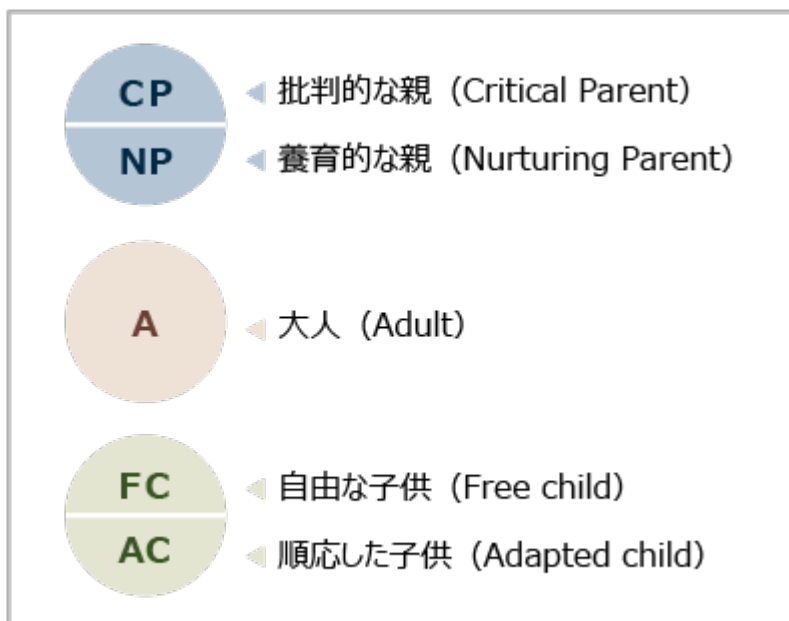 CP 批判的な親（Critical Parent）
NP 養育的な親（Nurturing Parent）
A 大人（Adult）
FC 自由な子供（Free child）
AC 順応した子供（Adapted child）